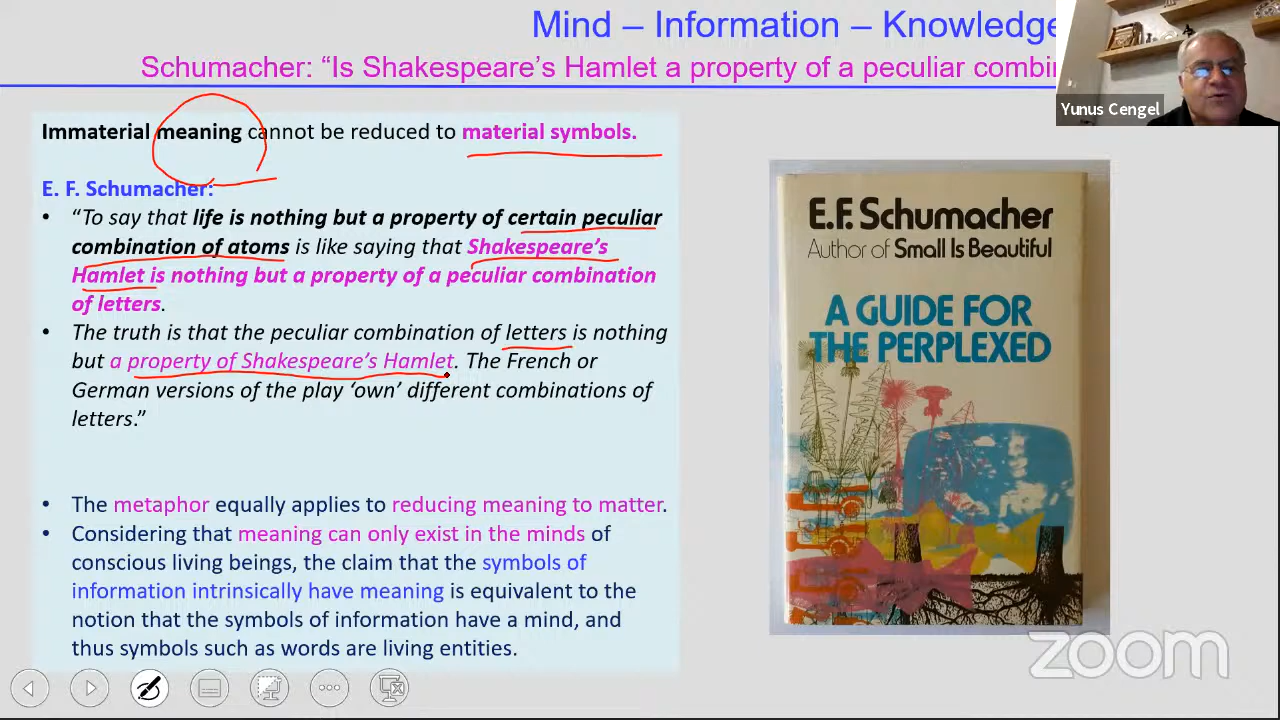 Mind – Information – Knowledge
Schumacher: “Is Shakespeare’s Hamlet a property of a peculiar combin
Yunus Cengel
Immaterial meaning cannot be reduced to material symbols.
E. F. Schumacher:
• “To say that life is nothing but a property of certain peculiar
combination of atoms is like saying that Shakespeare’s
Hamlet is nothing but a property of a peculiar combination
of letters.
• The truth is that the peculiar combination of letters is nothing
but a property of Shakespeare’s Hamlet. The French or
German versions of the play ‘own’ different combinations of
letters.”
• The metaphor equally applies to reducing meaning to matter.
• Considering that meaning can only exist in the minds of
conscious living beings, the claim that the symbols of
information intrinsically have meaning is equivalent to the
notion that the symbols of information have a mind, and
thus symbols such as words are living entities.
E.F. Schumacher
Author of Small Is Beautiful
A GUIDE FOR
THE PERPLEXED
zoom